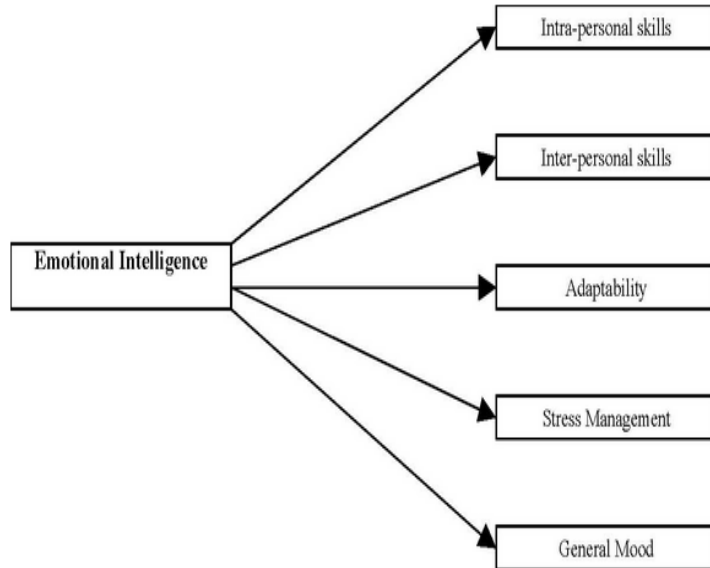 Intra-personal skills
Inter-personal skills
Emotional Intelligence
Adaptability
Stress Management
General Mood